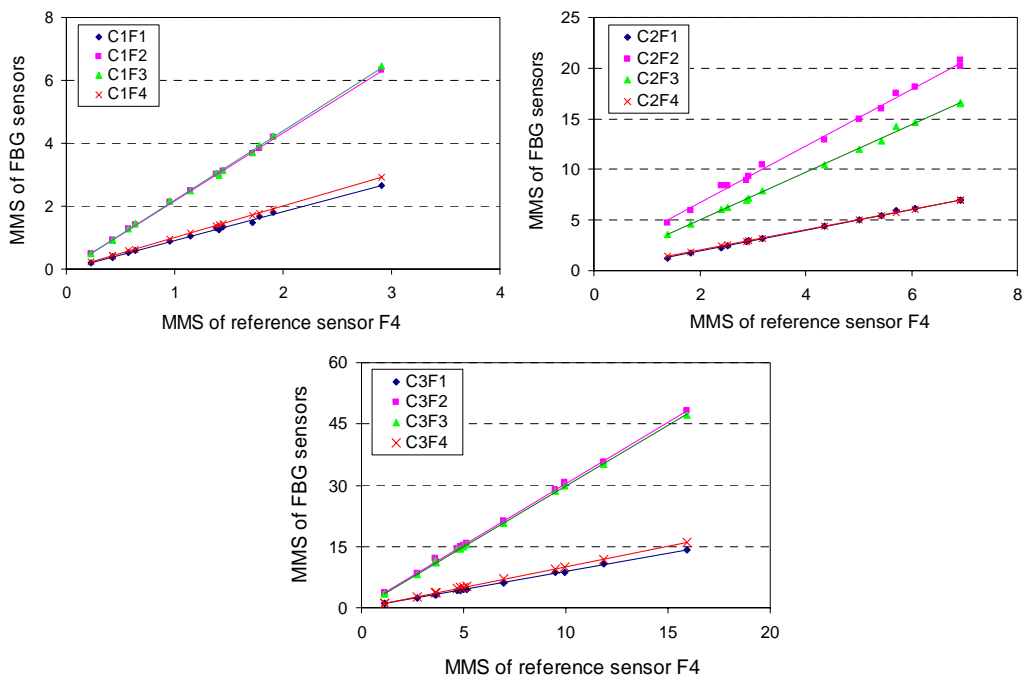 MMS of FBG sensors
8
6
4
2
0
C1F1
C1F2
C1F3
C1F4
0 1 2 3 4
MMS of reference sensor F4
MMS of FBG sensors
25
20
15
10
5
0
C2F1
C2F2
C2F3
C2F4
0 2 4 6 8
MMS of reference sensor F4
MMS of FBG sensors
60
45
30
15
0
C3F1
C3F2
C3F3
C3F4
0 5 10 15 20
MMS of reference sensor F4